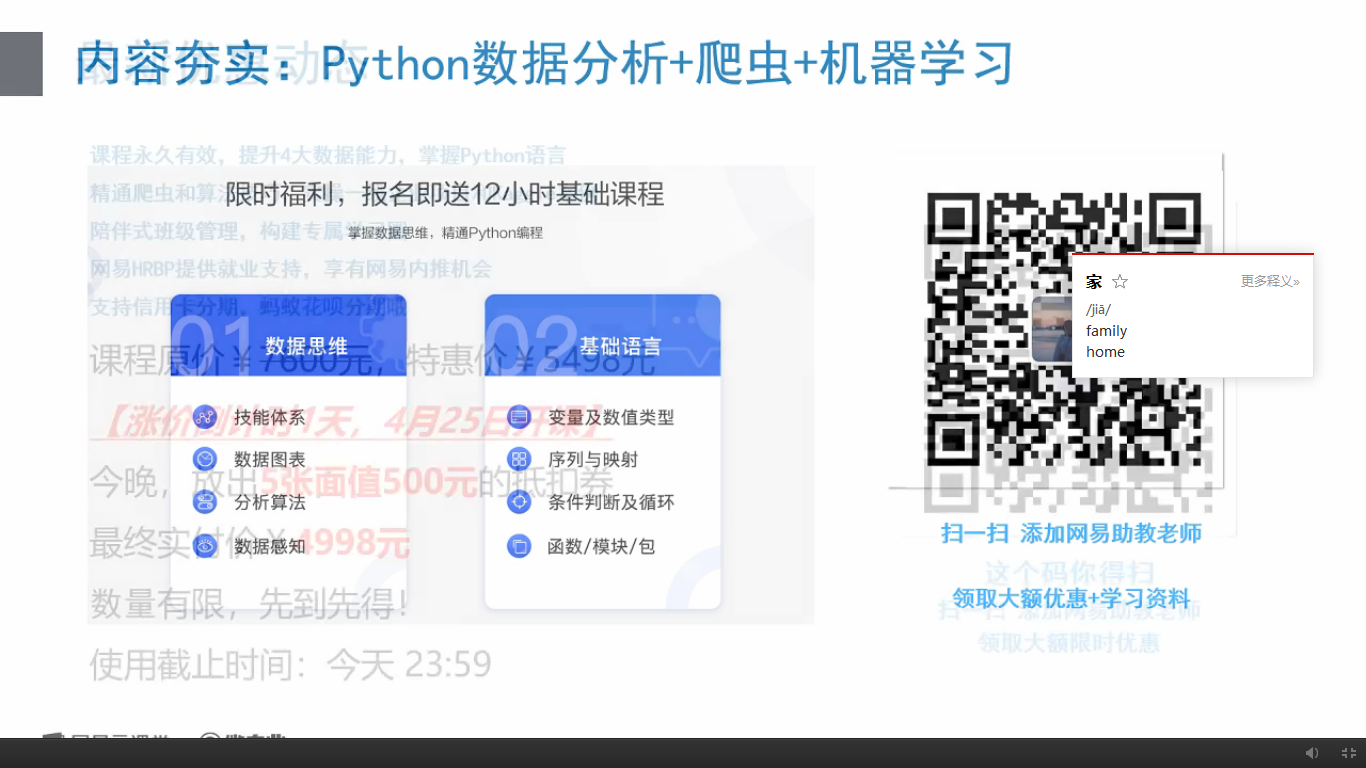 内容夯实：Python数据分析+爬虫+机器学习
最新优惠动态
课程永久有效，提升4大数据能力，掌握Python语言
精通爬虫和算
陪伴式班级管理，构建专属
网易HRBP提供就业支持，享有网易内推机会
支持信用卡分期，蚂蚁花呗分期哦
课程原价￥7600元，特惠价￥5498元
【涨价倒计时1天，4月25日开课】
今晚，放出5张面值500元的抵扣券
最终实付价￥4998元
数量有限，先到先得！
使用截止时间：今天 23:59
限时福利，报名即送12小时基础课程
掌握数据思维，精通Python编程
01
数据思维
技能体系
数据图表
分析算法
数据感知
02
基础语言
变量及数值类型
序列与映射
条件判断及循环
函数/模块/包
家
更多释义»
/jiā/
family
home
扫一扫 添加网易助教老师
这个码你得扫
领取大额优惠+学习资料
扫一扫 添加网易助教老师
领取大额限时优惠